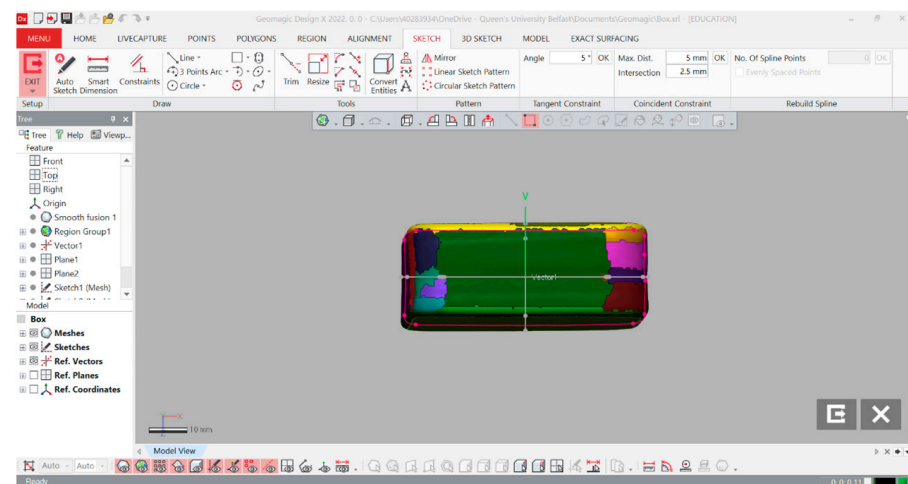 Geomagic Design X 2022. 0. 0 - C:\Users\40283934\OneDrive - Queen's University Belfast\Documents\Geomagic\Box.xrl - [EDUCATION]
MENU HOME LIVECAPTURE POINTS POLYGONS REGION ALIGNMENT SKETCH 3D SKETCH MODEL EXACT SURFACING
Line
3 Points Arc
Circle
Mirror
Linear Sketch Pattern
Circular Sketch Pattern
Angle 5 ° OK Max. Dist. 5 mm OK No. Of Spline Points 0 OK
Intersection 2.5 mm Evenly Spaced Points
EXIT Auto Sketch Smart Dimension Constraints Trim Resize Convert Entities
Setup Draw Tools Pattern Tangent Constraint Coincident Constraint Rebuild Spline
Tree
Tree Help Viewp...
Feature
Front
Top
Right
Origin
Smooth fusion 1
Region Group1
Vector1
Plane1
Plane2
Sketch1 (Mesh)
Model
Box
Meshes
Sketches
Ref. Vectors
Ref. Planes
Ref. Coordinates
V
Vector1
X
10 mm
Model View
Auto Auto
Ready 0: 0: 0.11